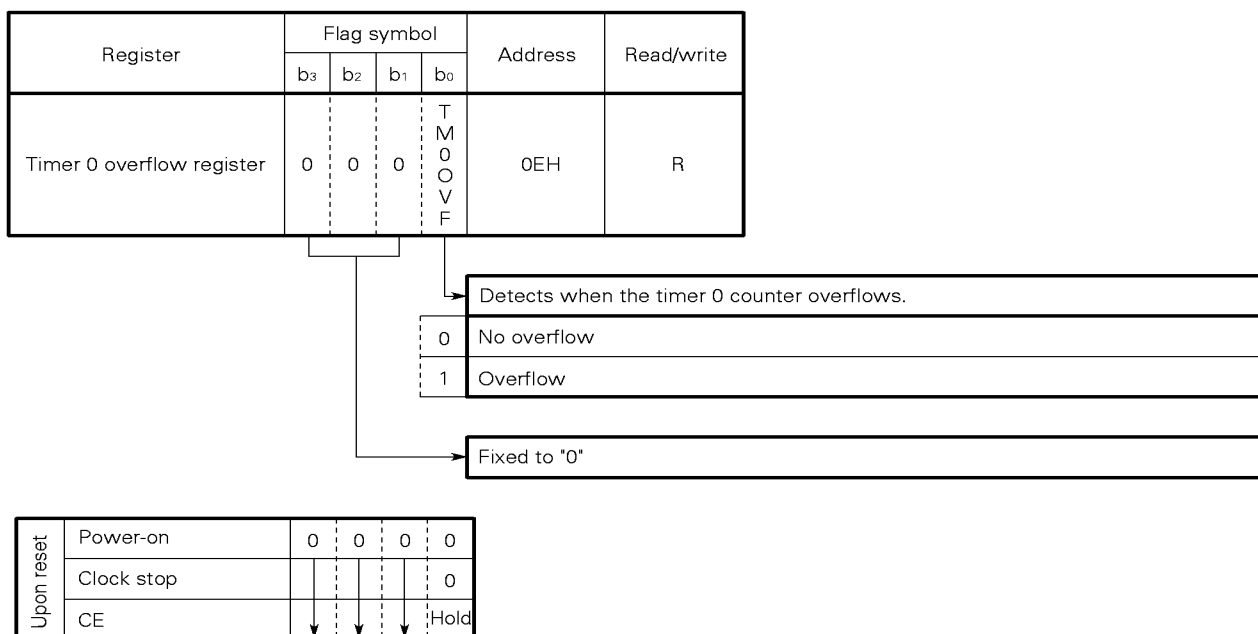 Register Flag symbol Address Read/write
b3 b2 b1 b0
Timer 0 overflow register 0 0 0 TM0OVF 0EH R
Detects when the timer 0 counter overflows.
0 No overflow
1 Overflow
Fixed to "0"
Upon reset
Power-on 0 0 0 0
Clock stop 0
CE Hold